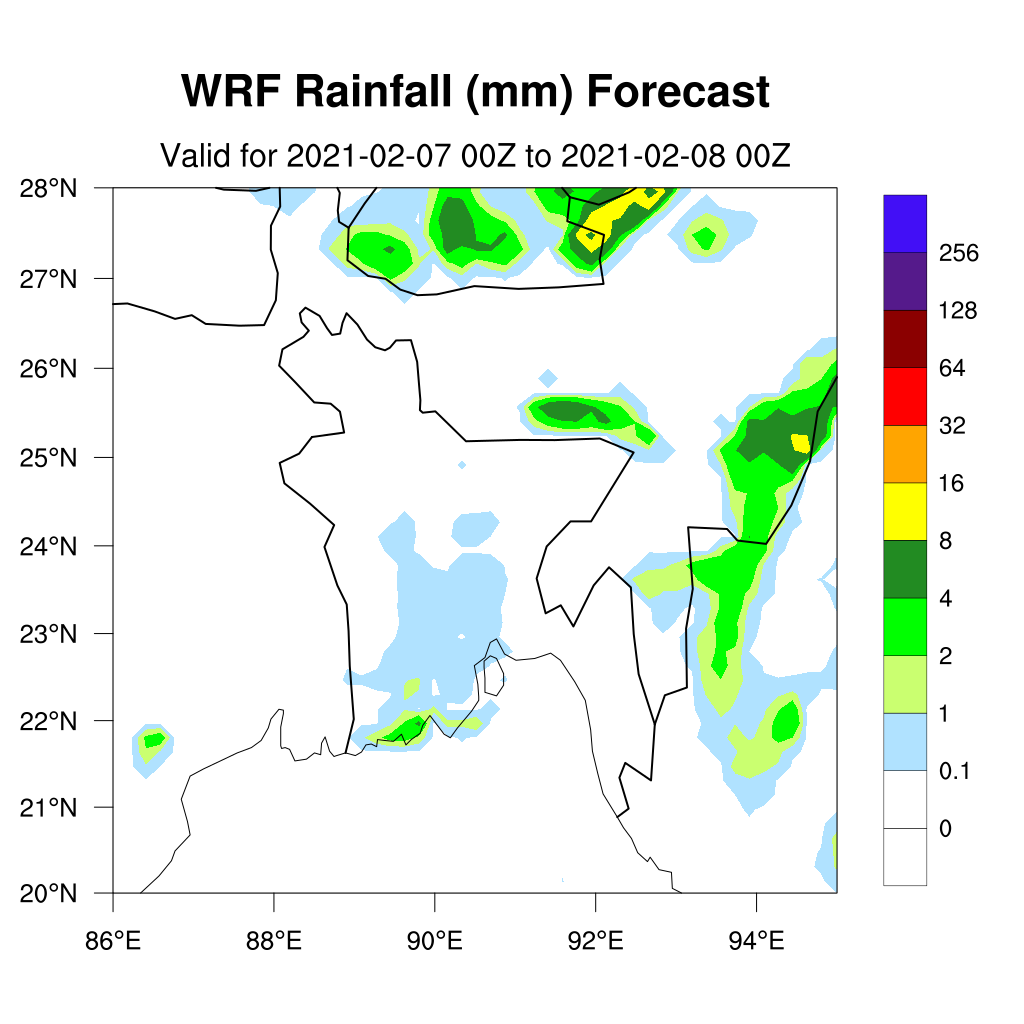 WRF Rainfall (mm) Forecast
Valid for 2021-02-07 00Z to 2021-02-08 00Z
28°N
27°N
26°N
25°N
24°N
23°N
22°N
21°N
20°N
86°E 88°E 90°E 92°E 94°E
256
128
64
32
16
8
4
2
1
0.1
0